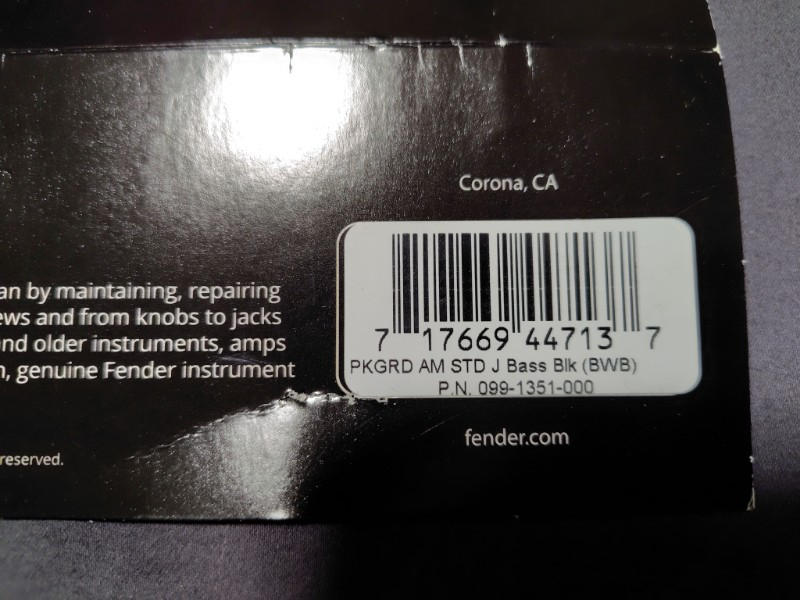 Corona, CA
an by maintaining, repairing
ews and from knobs to jacks
nd older instruments, amps
n, genuine Fender instrument
7 17669 44713 7
PKGRD AM STD J Bass Blk (BWB)
P.N. 099-1351-000
fender.com
reserved.